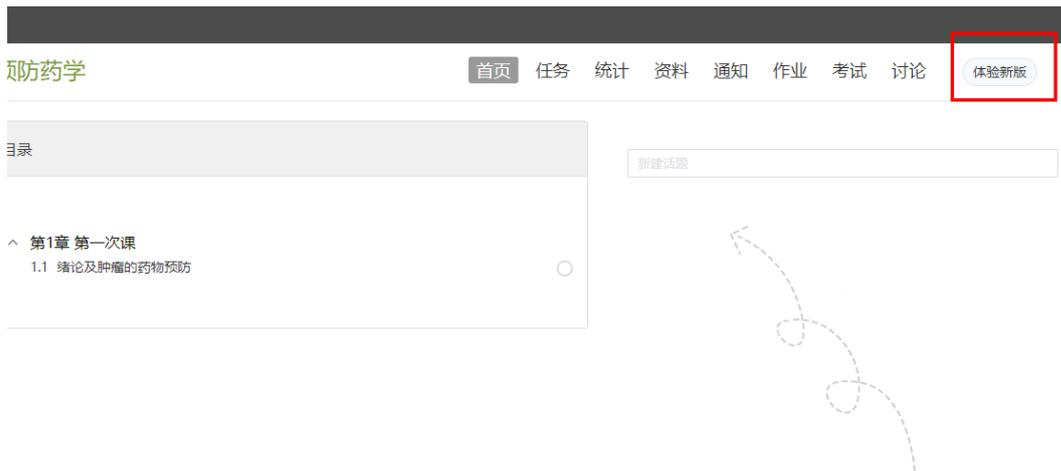 预防药学
首页 任务 统计 资料 通知 作业 考试 讨论 体验新版
目录
新建话题
第1章 第一次课
1.1 绪论及肿瘤的药物预防